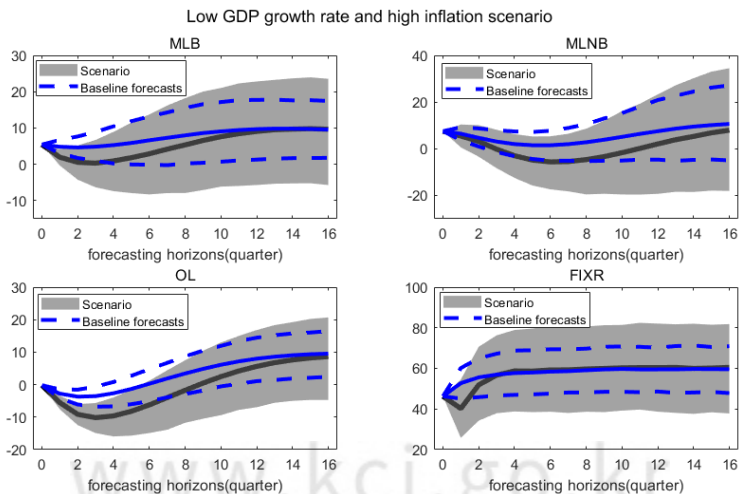 Low GDP growth rate and high inflation scenario
MLB
30
20
10
0
-10
Scenario
Baseline forecasts
0 2 4 6 8 10 12 14 16
forecasting horizons(quarter)
MLNB
40
20
0
-20
Scenario
Baseline forecasts
0 2 4 6 8 10 12 14 16
forecasting horizons(quarter)
OL
30
20
10
0
-10
-20
Scenario
Baseline forecasts
0 2 4 6 8 10 12 14 16
forecasting horizons(quarter)
FIXR
100
80
60
40
20
Scenario
Baseline forecasts
0 2 4 6 8 10 12 14 16
forecasting horizons(quarter)
www.kci.go.kr